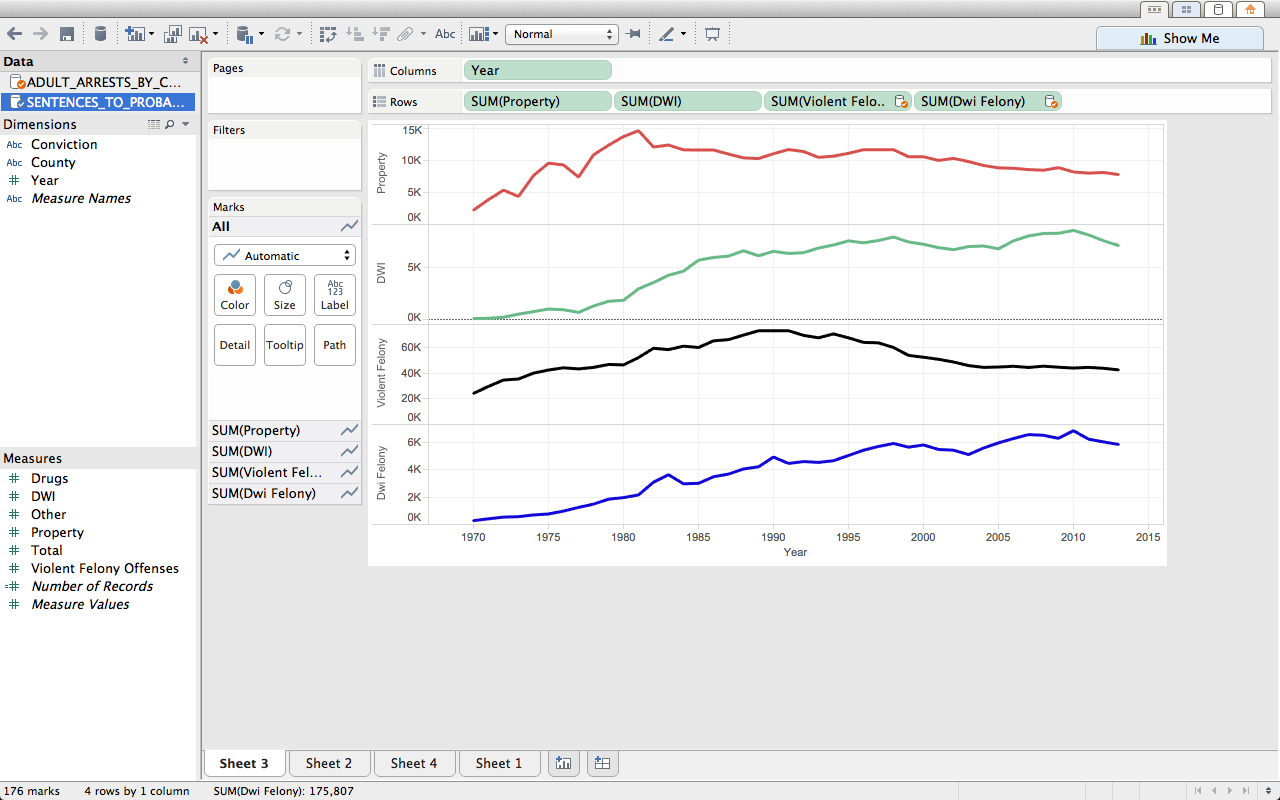 Show Me
Abc
Normal
Data
ADULT_ARRESTS_BY_C...
SENTENCES_TO_PROBA...
Dimensions
Abc Conviction
Abc County
Year
Abc Measure Names
Measures
Drugs
DWI
Other
Property
Total
Violent Felony Offenses
Number of Records
Measure Values
Pages
Filters
Marks
All
Automatic
Color
Size
Abc
123
Label
Detail
Tooltip
Path
SUM(Property)
SUM(DWI)
SUM(Violent Fel...
SUM(Dwi Felony)
Columns
Year
Rows
SUM(Property)
SUM(DWI)
SUM(Violent Felo..
SUM(Dwi Felony)
Property
15K
10K
5K
0K
DWI
5K
0K
Violent Felony
60K
40K
20K
0K
Dwi Felony
6K
4K
2K
0K
1970 1975 1980 1985 1990 1995 2000 2005 2010 2015
Year
Sheet 3
Sheet 2
Sheet 4
Sheet 1
176 marks
4 rows by 1 column
SUM(Dwi Felony): 175,807